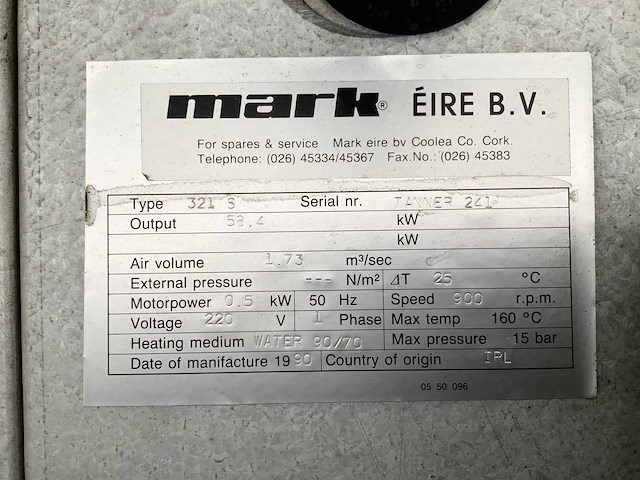 mark® ÉIRE B.V.
For spares & service Mark eire bv Coolea Co. Cork.
Telephone: (026) 45334/45367 Fax.No.: (026) 45383
Type 321 S Serial nr. TANNER 241
Output 58.4 kW
kW
Air volume 1.73 m³/sec
External pressure --- N/m² ΔT 25 °C
Motorpower 0.5 kW 50 Hz Speed 900 r.p.m.
Voltage 220 V 1 Phase Max temp 160 °C
Heating medium WATER 90/70 Max pressure 15 bar
Date of manifacture 1990 Country of origin IRL
05 50 096